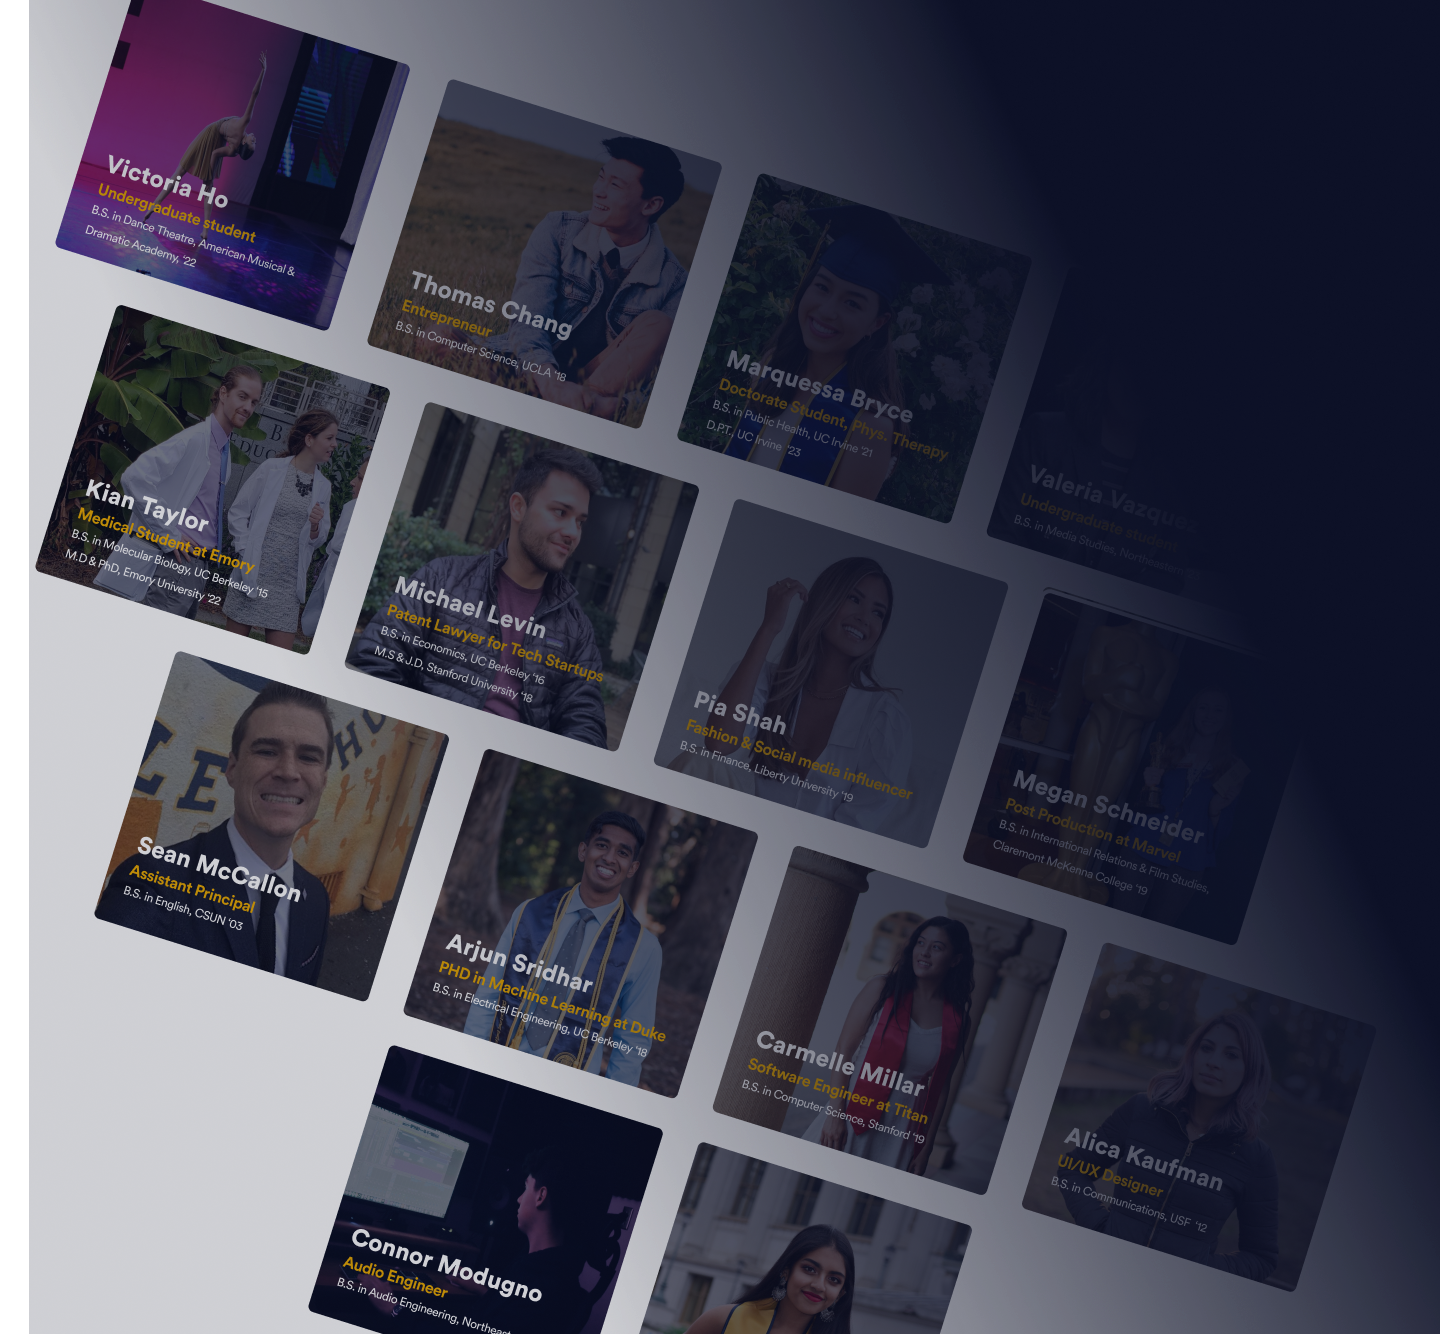 Victoria Ho
Undergraduate student
B.S. in Dance Theatre, American Musical &
Dramatic Academy, ‘22
Thomas Chang
Entrepreneur
B.S. in Computer Science, UCLA ‘18
Marquessa Bryce
Doctorate Student, Phys. Therapy
B.S. in Public Health, UC Irvine ‘21
D.P.T., UC Irvine ‘23
Valeria Vazquez
Undergraduate student
B.S. in Media Studies, Northeastern
Kian Taylor
Medical Student at Emory
B.S. in Molecular Biology, UC Berkeley ‘15
M.D & PhD, Emory University ‘22
Michael Levin
Patent Lawyer for Tech Startups
B.S. in Economics, UC Berkeley ‘16
M.S & J.D, Stanford University ‘18
Pia Shah
Fashion & Social media influencer
B.S. in Finance, Liberty University ‘19
Megan Schneider
Post Production at Marvel
B.S. in International Relations & Film Studies,
Claremont McKenna College ‘19
Sean McCallon
Assistant Principal
B.S. in English, CSUN ‘03
Arjun Sridhar
PHD in Machine Learning at Duke
B.S. in Electrical Engineering, UC Berkeley ‘18
Carmelle Millar
Software Engineer at Titan
B.S. in Computer Science, Stanford ‘19
Alica Kaufman
UI/UX Designer
B.S. in Communications, USF ‘12
Connor Modugno
Audio Engineer
B.S. in Audio Engineering, Northeast